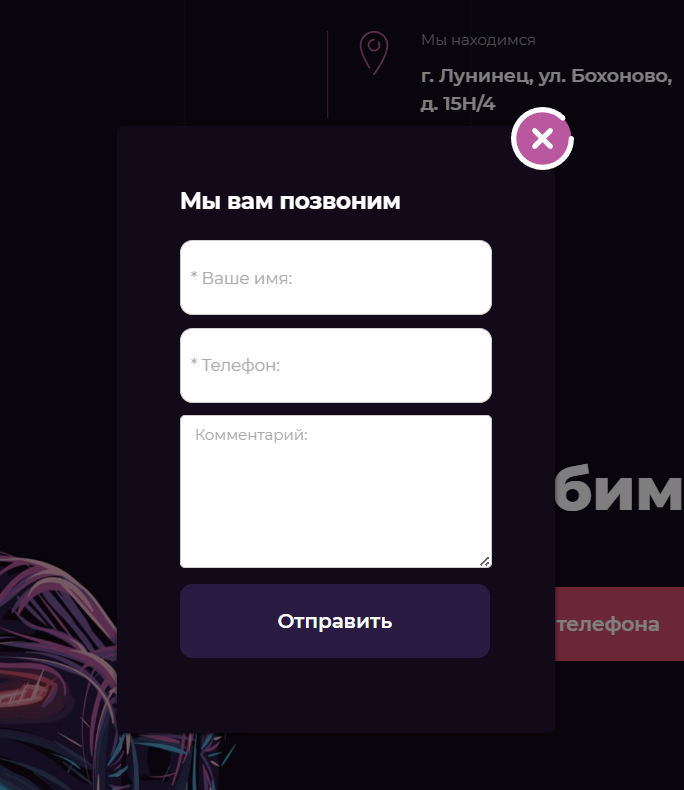 Мы находимся
г. Лунинец, ул. Бохоново,
д. 15Н/4
Мы вам позвоним
* Ваше имя:
* Телефон:
Комментарий:
бим
телефона
Отправить